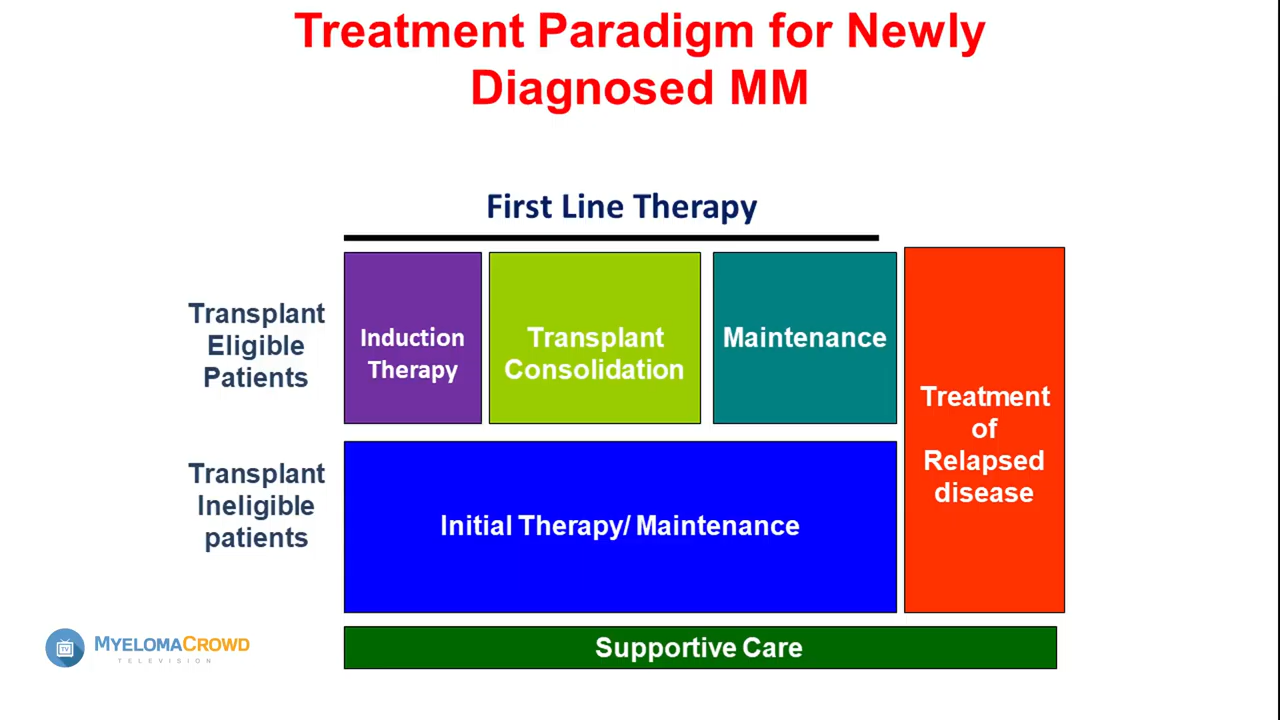 Treatment Paradigm for Newly
Diagnosed MM
First Line Therapy
Transplant
Eligible
Patients
Induction
Therapy
Transplant
Consolidation
Maintenance
Treatment
of
Relapsed
disease
Transplant
Ineligible
patients
Initial Therapy/ Maintenance
Supportive Care
TV
MYELOMACROWD
TELEVISION